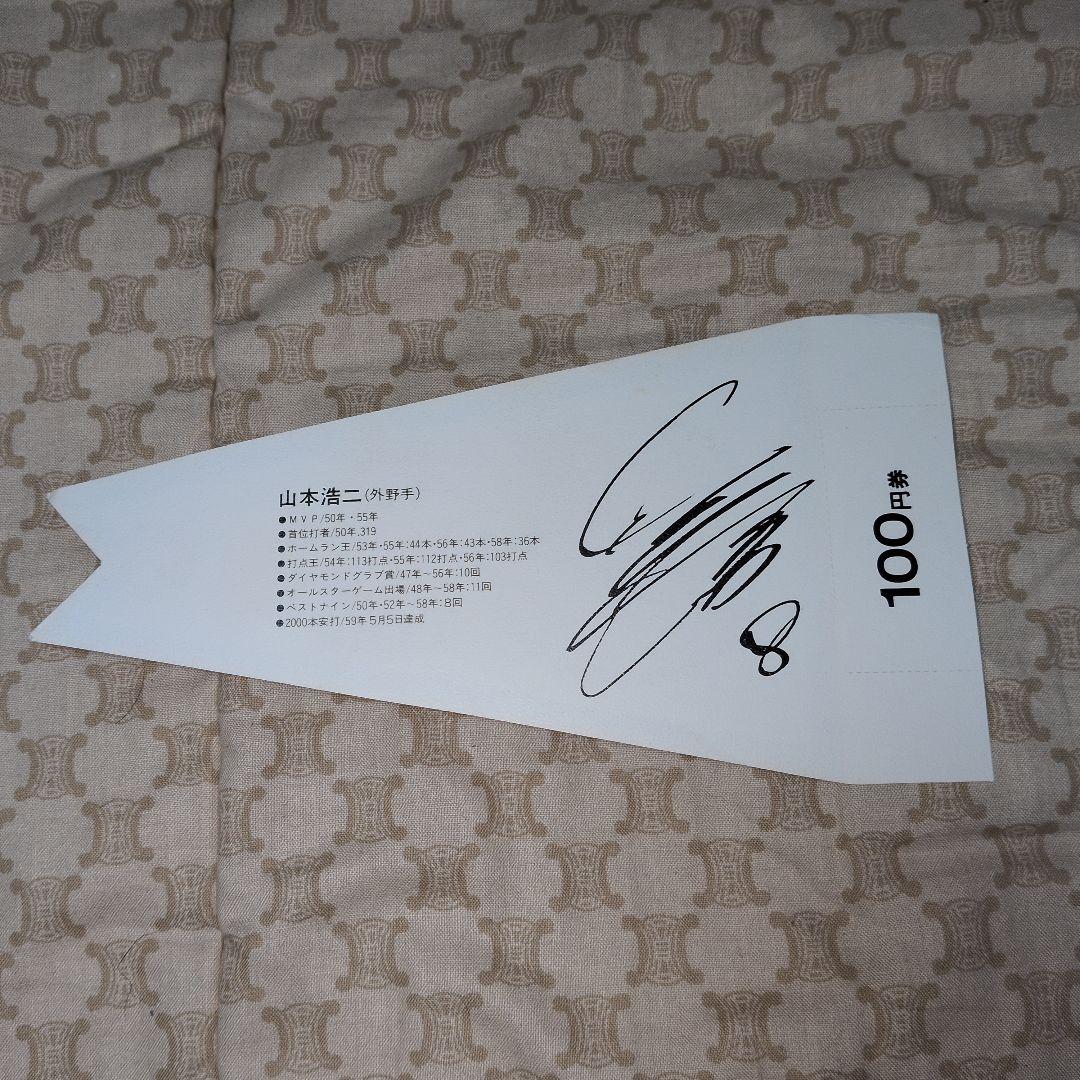 山本浩二(外野手)
●MVP/50年・55年
●首位打者/50年.319
●ホームラン王/53年・55年:44本・56年:43本・58年:36本
●打点王/54年:113打点・55年:112打点・56年:103打点
●ダイヤモンドグラブ賞/47年〜56年:10回
●オールスターゲーム出場/48年〜58年:11回
●ベストナイン/50年・52年〜58年:8回
●2000本安打/59年5月5日達成
8
100円券